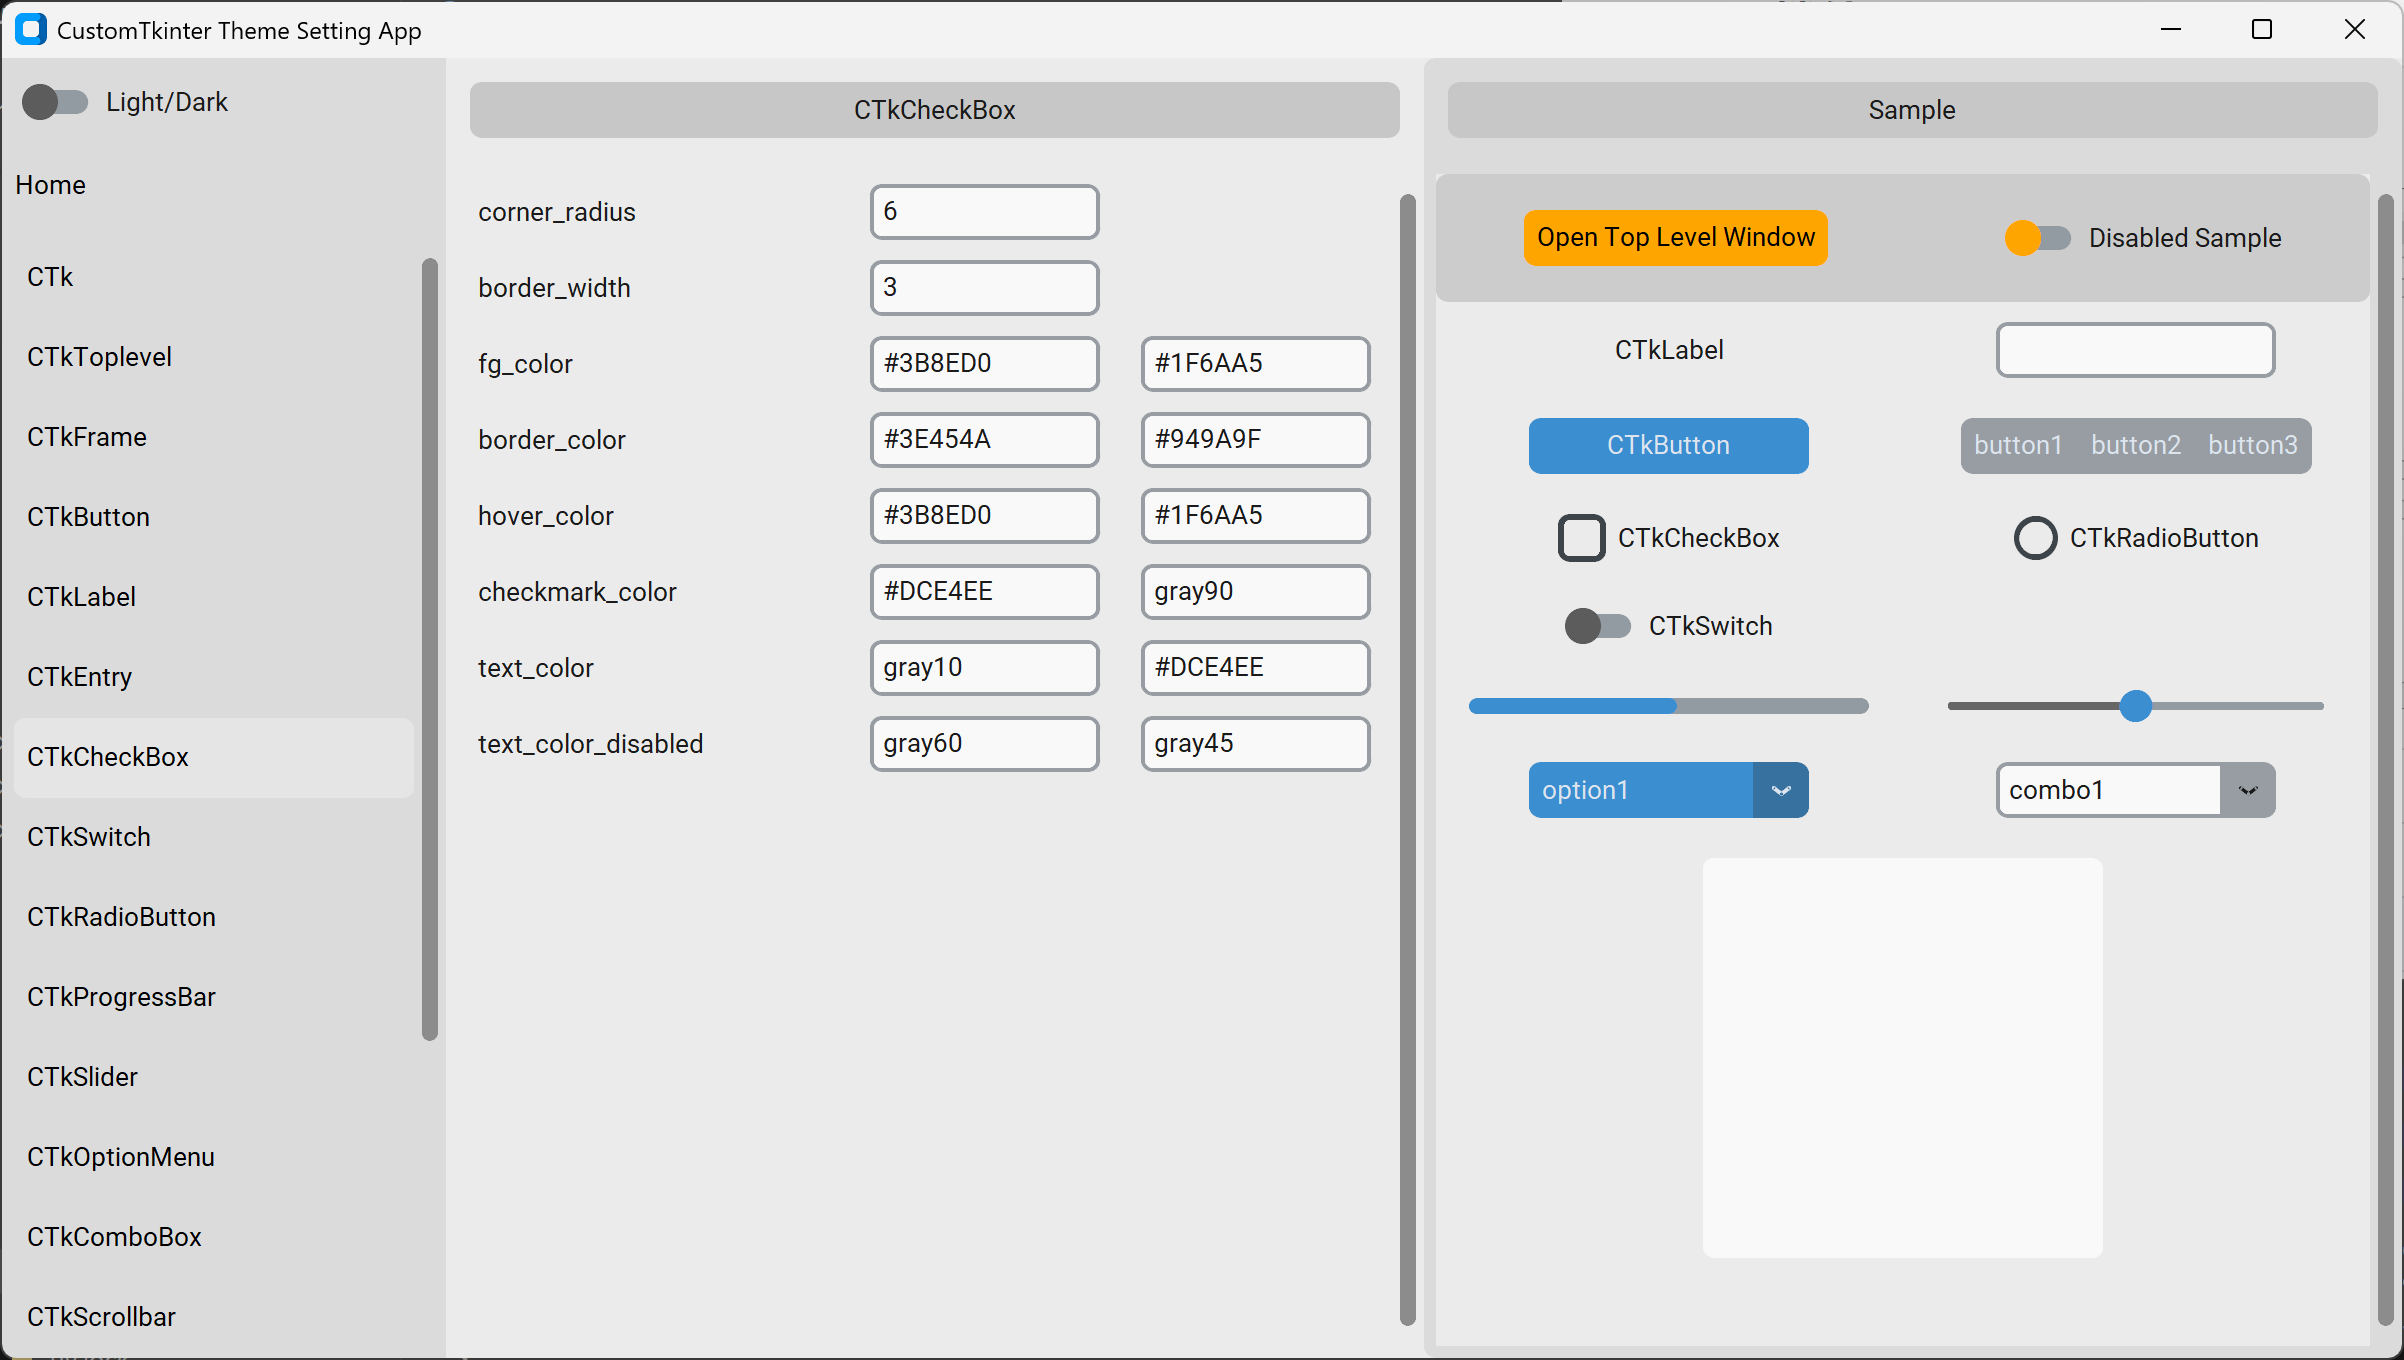 CustomTkinter Theme Setting App
Light/Dark
Home
CTk
CTkToplevel
CTkFrame
CTkButton
CTkLabel
CTkEntry
CTkCheckBox
CTkSwitch
CTkRadioButton
CTkProgressBar
CTkSlider
CTkOptionMenu
CTkComboBox
CTkScrollbar
CTkCheckBox
corner_radius 6
border_width 3
fg_color #3B8ED0 #1F6AA5
border_color #3E454A #949A9F
hover_color #3B8ED0 #1F6AA5
checkmark_color #DCE4EE gray90
text_color gray10 #DCE4EE
text_color_disabled gray60 gray45
Sample
Open Top Level Window Disabled Sample
CTkLabel
CTkButton button1 button2 button3
CTkCheckBox CTkRadioButton
CTkSwitch
option1 combo1